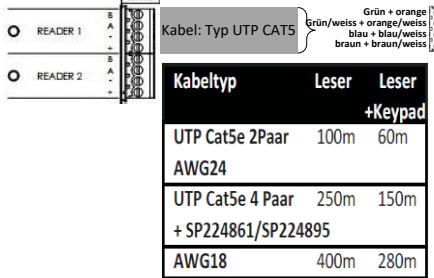 B
READER 1
A
-
+
B
READER 2
A
-
+
Kabel: Typ UTP CAT5
Grün + orange
Grün/weiss + orange/weiss
blau + blau/weiss
braun + braun/weiss
Kabeltyp Leser Leser
+Keypad
UTP Cat5e 2Paar 100m 60m
AWG24
UTP Cat5e 4 Paar 250m 150m
+ SP224861/SP224895
AWG18 400m 280m